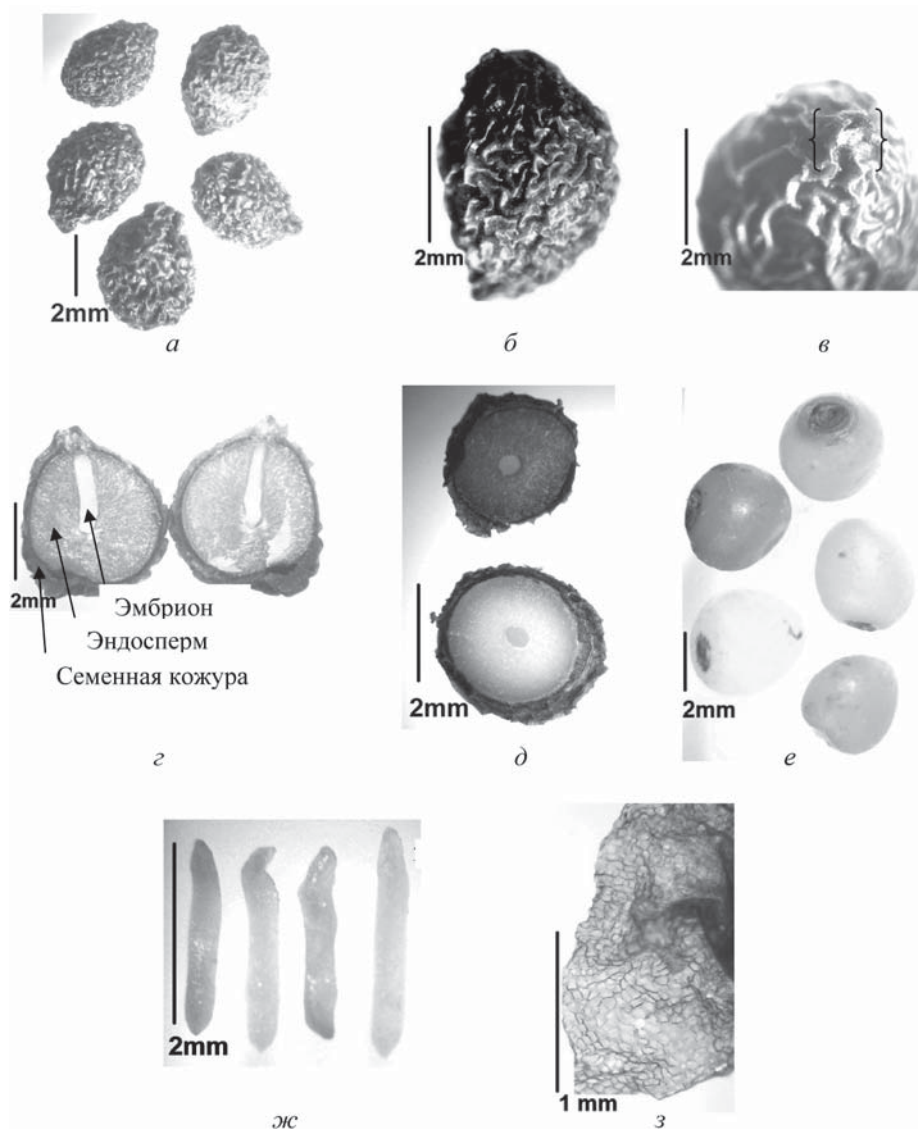 2mm
а
2mm
б
2mm
в
2mm
Эмбрион
Эндосперм
Семенная кожура
г
2mm
д
2mm
е
2mm
ж
1 mm
з